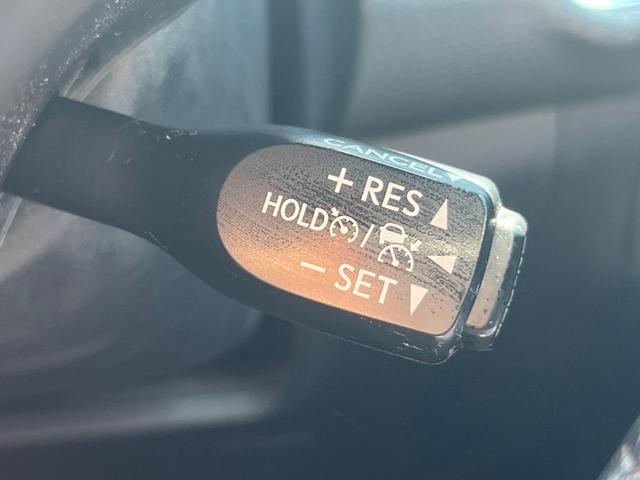 CANCEL
+ RES
HOLD /
− SET